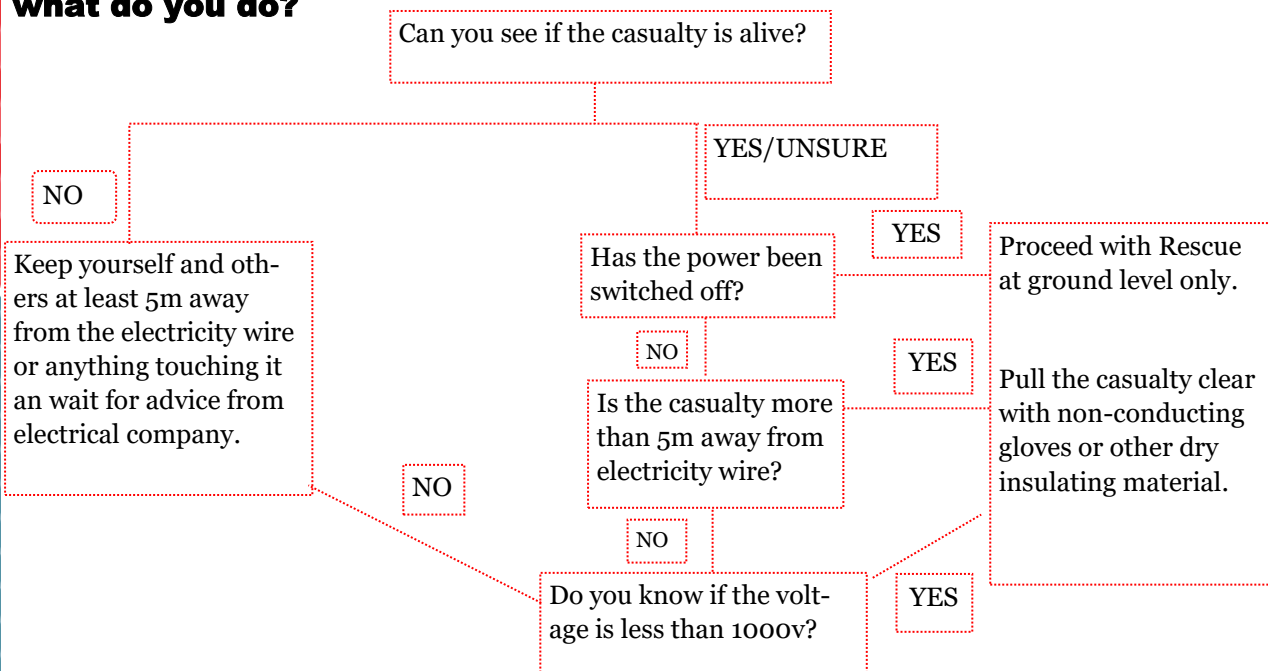 what do you do?
Can you see if the casualty is alive?
YES/UNSURE
NO
Keep yourself and oth-
ers at least 5m away
from the electricity wire
or anything touching it
an wait for advice from
electrical company.
Has the power been
switched off?
YES
Proceed with Rescue
at ground level only.
Pull the casualty clear
with non-conducting
gloves or other dry
insulating material.
NO
YES
Is the casualty more
than 5m away from
electricity wire?
NO
NO
Do you know if the volt-
age is less than 1000v?
YES